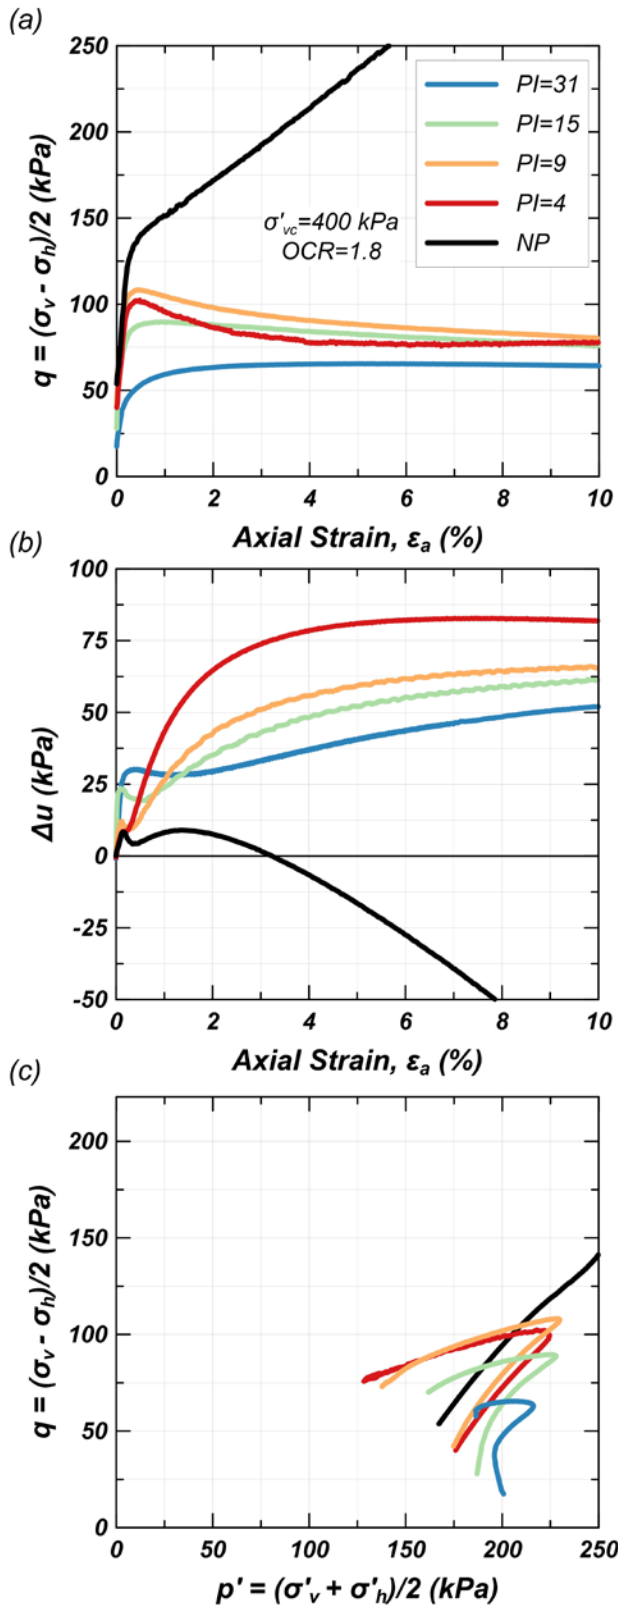 (a)
250
200
150
100
50
0
q = (σv - σh)/2 (kPa)
PI=31
PI=15
PI=9
PI=4
NP
σ'vc=400 kPa
OCR=1.8
0 2 4 6 8 10
Axial Strain, εa (%)
(b)
100
75
50
25
0
-25
-50
Δu (kPa)
0 2 4 6 8 10
Axial Strain, εa (%)
(c)
200
150
100
50
0
q = (σv - σh)/2 (kPa)
0 50 100 150 200 250
p' = (σ'v + σ'h)/2 (kPa)